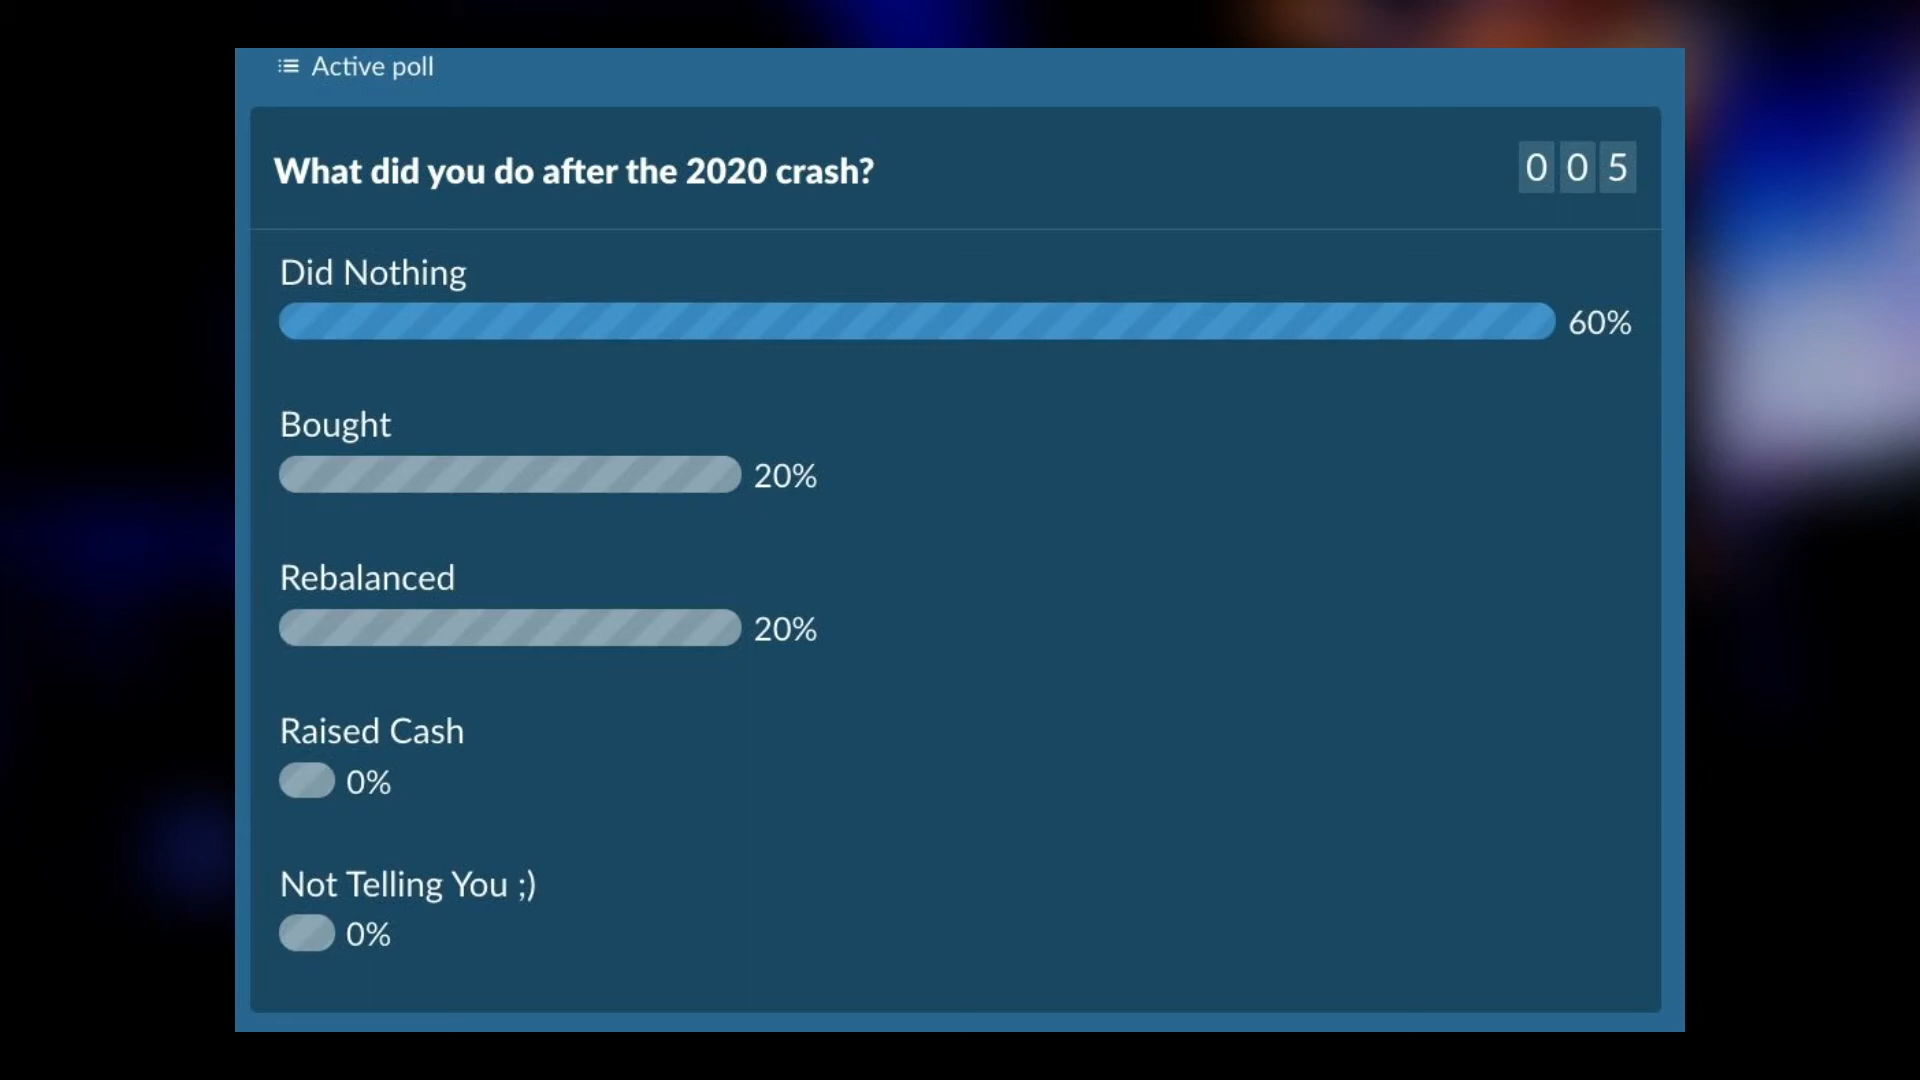 Active poll
What did you do after the 2020 crash?
0 0 5
Did Nothing
60%
Bought
20%
Rebalanced
20%
Raised Cash
0%
Not Telling You ;)
0%